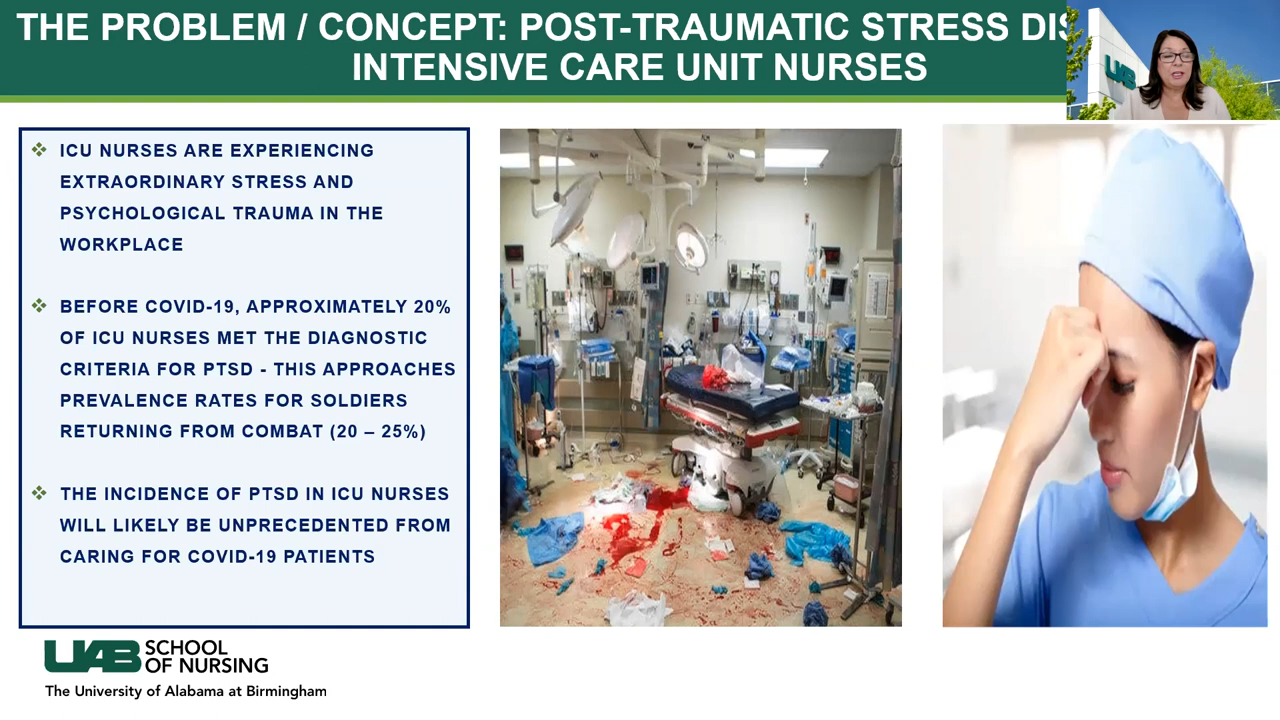 THE PROBLEM / CONCEPT: POST-TRAUMATIC STRESS
INTENSIVE CARE UNIT NURSES
UAB
❖ ICU NURSES ARE EXPERIENCING
EXTRAORDINARY STRESS AND
PSYCHOLOGICAL TRAUMA IN THE
WORKPLACE
❖ BEFORE COVID-19, APPROXIMATELY 20%
OF ICU NURSES MET THE DIAGNOSTIC
CRITERIA FOR PTSD - THIS APPROACHES
PREVALENCE RATES FOR SOLDIERS
RETURNING FROM COMBAT (20 – 25%)
❖ THE INCIDENCE OF PTSD IN ICU NURSES
WILL LIKELY BE UNPRECEDENTED FROM
CARING FOR COVID-19 PATIENTS
UAB SCHOOL
OF NURSING
The University of Alabama at Birmingham